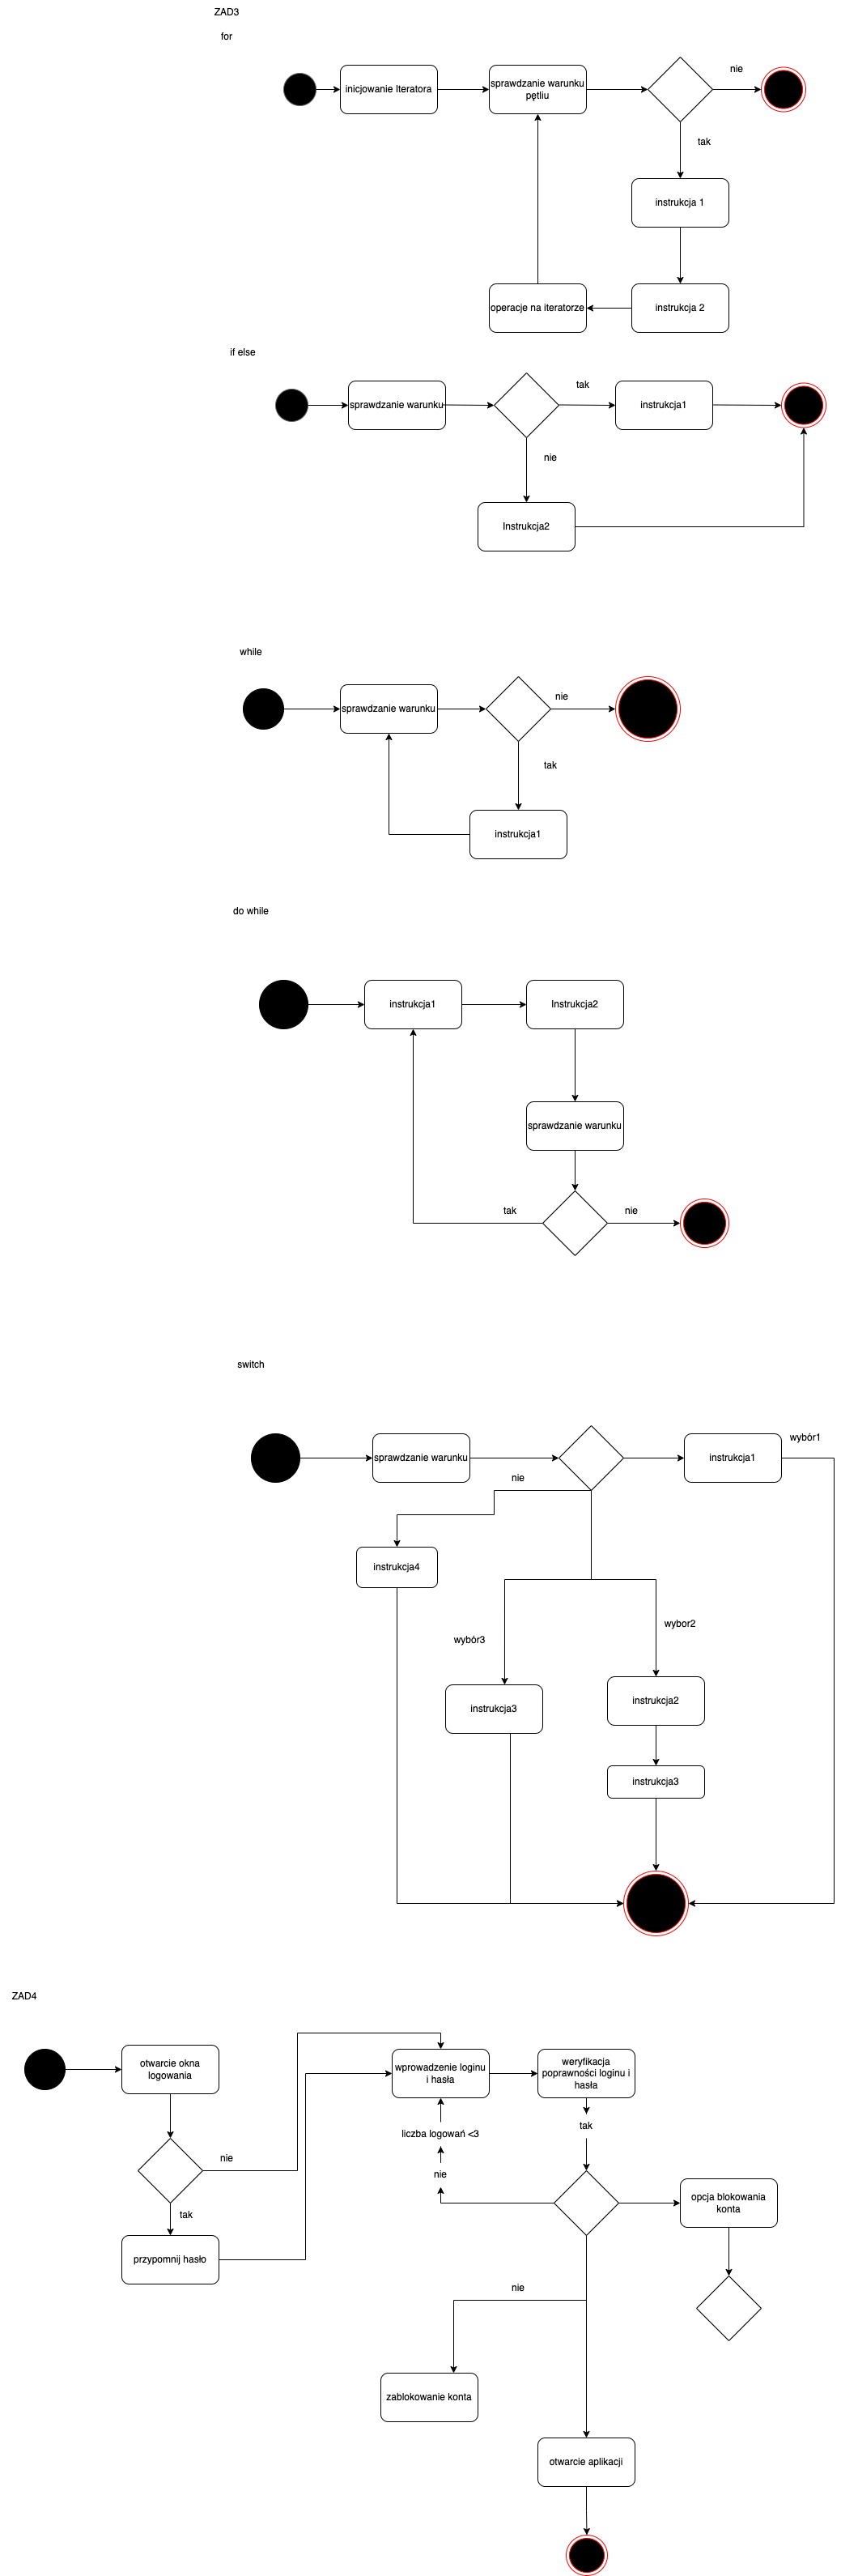 ZAD3
for
inicjowanie Iteratora
sprawdzanie warunku
pętliu
nie
tak
instrukcja 1
operacje na iteratorze
instrukcja 2
if else
sprawdzanie warunku
tak
instrukcja1
nie
Instrukcja2
while
sprawdzanie warunku
nie
tak
instrukcja1
do while
instrukcja1
Instrukcja2
sprawdzanie warunku
tak
nie
switch
sprawdzanie warunku
instrukcja1
wybór1
nie
instrukcja4
wybór3
wybor2
instrukcja3
instrukcja2
instrukcja3
ZAD4
otwarcie okna
logowania
wprowadzenie loginu
i hasła
weryfikacja
poprawności loginu i
hasła
liczba logowań <3
tak
nie
nie
tak
przypomnij hasło
opcja blokowania
konta
nie
zablokowanie konta
otwarcie aplikacji